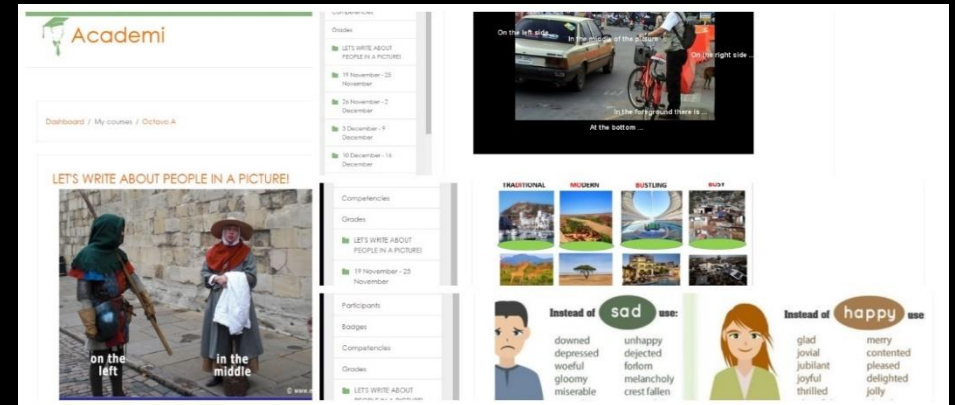 Academi
Dashboard / My courses / Octavo A
LET'S WRITE ABOUT PEOPLE IN A PICTURE!
on the left
in the middle
Competencies
Grades
LET'S WRITE ABOUT
PEOPLE IN A PICTURE!
19 November - 25
November
26 November - 2
December
3 December - 9
December
10 December - 16
December
Competencies
Grades
LET'S WRITE ABOUT
PEOPLE IN A PICTURE!
19 November - 25
November
Participants
Badges
Competencies
Grades
LET'S WRITE ABOUT
On the left side...
In the middle of the picture
On the right side ...
In the foreground there is ...
At the bottom ...
TRADITIONAL MODERN BUSTLING BUSY
Instead of sad use:
downed unhappy
depressed dejected
woeful forlorn
gloomy melancholy
miserable crest fallen
Instead of happy use
glad merry
jovial contented
jubilant pleased
joyful delighted
thrilled jolly